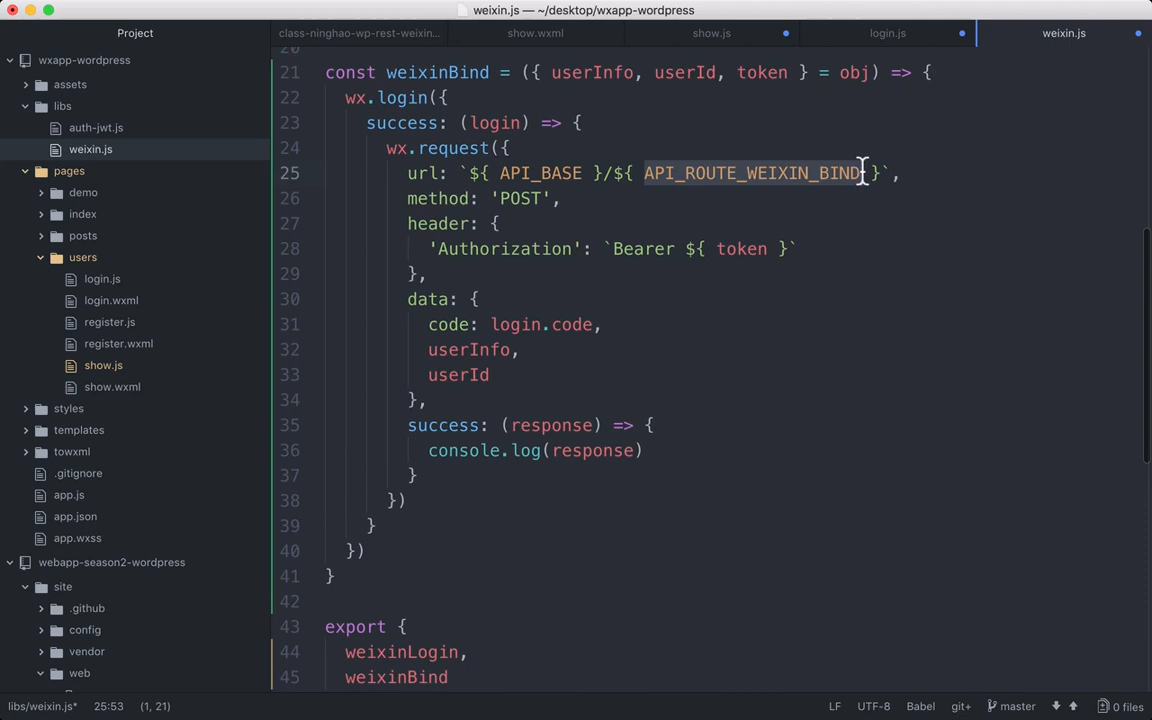 weixin.js — ~/desktop/wxapp-wordpress
Project
class-ninghao-wp-rest-weixin...
show.wxml
show.js
login.js
weixin.js
wxapp-wordpress
assets
libs
auth-jwt.js
weixin.js
pages
demo
index
posts
users
login.js
login.wxml
register.js
register.wxml
show.js
show.wxml
styles
templates
towxml
.gitignore
app.js
app.json
app.wxss
webapp-season2-wordpress
site
.github
config
vendor
web
20
21 const weixinBind = ({ userInfo, userId, token } = obj) => {
22 wx.login({
23 success: (login) => {
24 wx.request({
25 url: `${ API_BASE }/${ API_ROUTE_WEIXIN_BIND }`,
26 method: 'POST',
27 header: {
28 'Authorization': `Bearer ${ token }`
29 },
30 data: {
31 code: login.code,
32 userInfo,
33 userId
34 },
35 success: (response) => {
36 console.log(response)
37 }
38 })
39 }
40 })
41 }
42
43 export {
44 weixinLogin,
45 weixinBind
libs/weixin.js* 25:53 (1, 21)
LF UTF-8 Babel git+ master 0 files